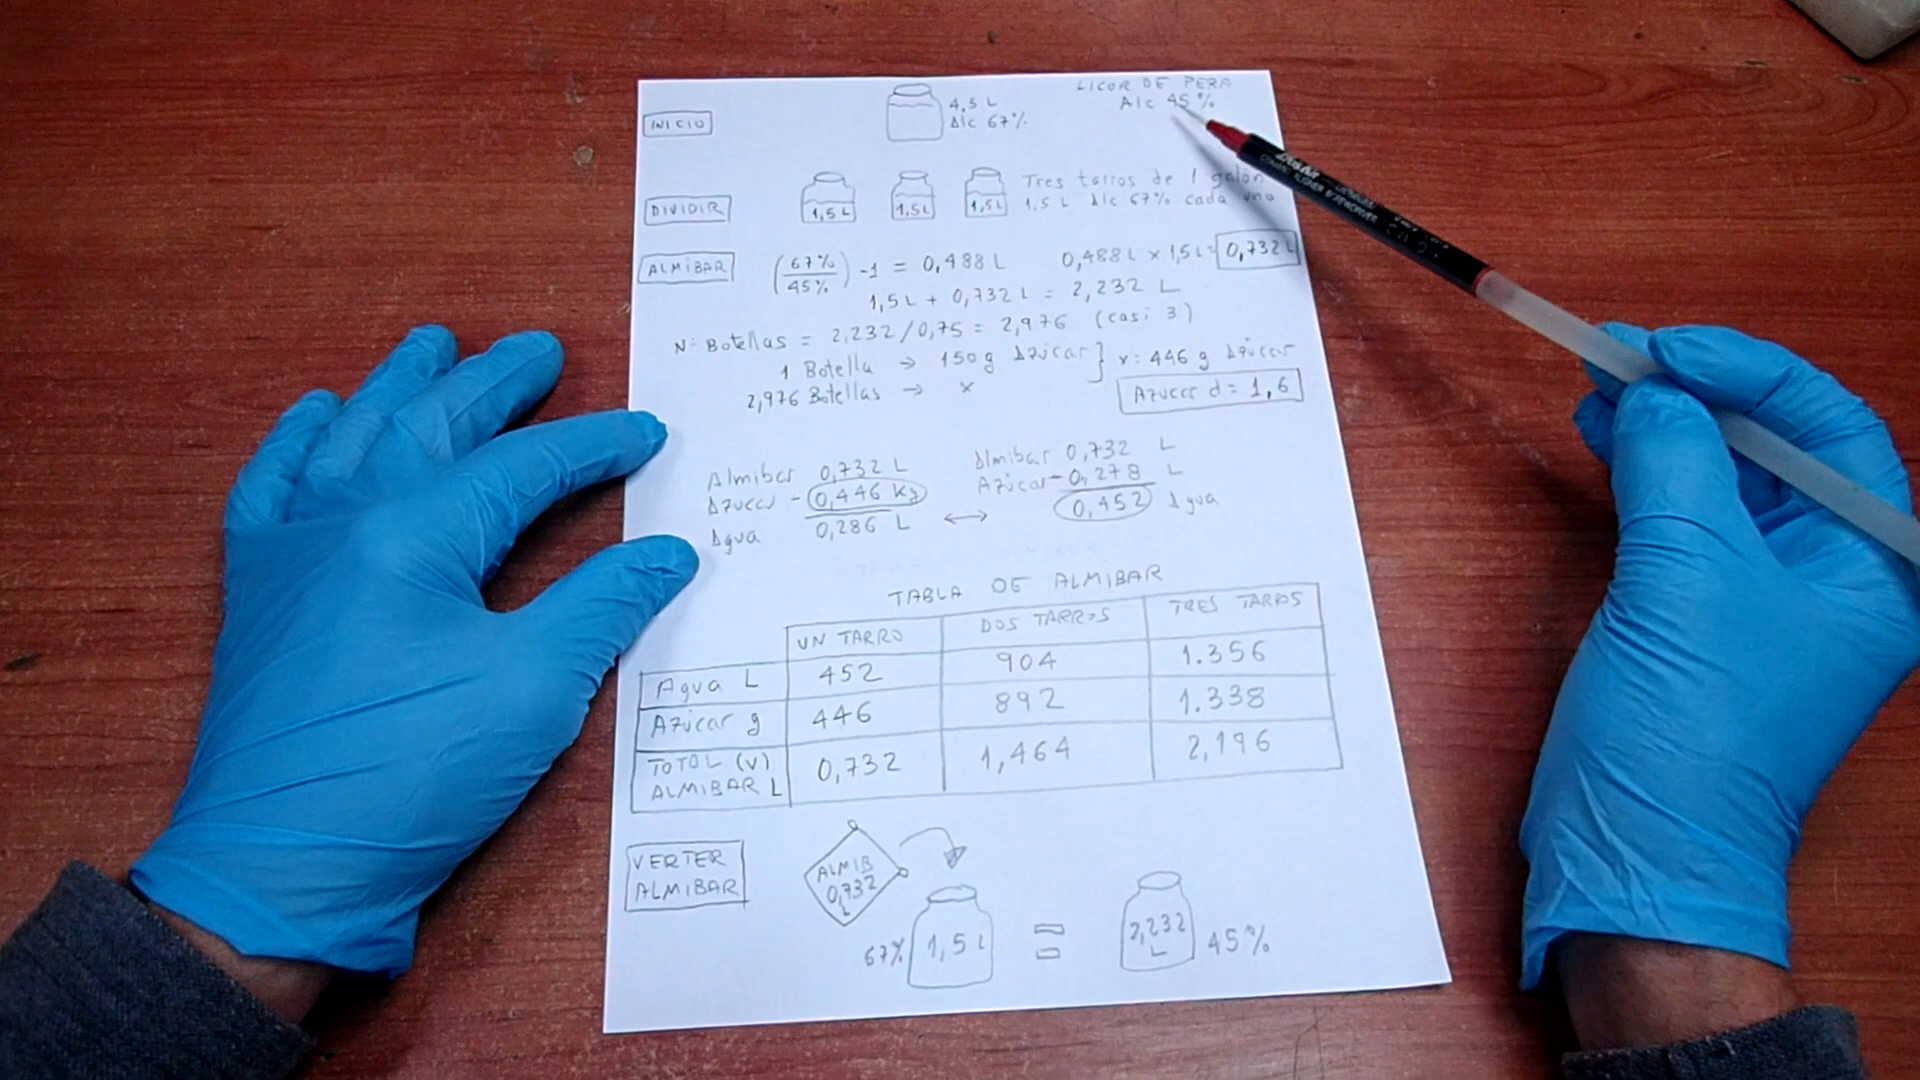 LICOR DE PERA
Alc 45%
INICIO
4,5 L
Alc 67%
DIVIDIR
1,5 L
1,5 L
1,5 L
Tres tarros de 1 galon
1,5 L Alc 67% cada uno
ALMIBAR
(67%/45%) -1 = 0,488 L
0,488 L x 1,5 L = 0,732 L
1,5 L + 0,732 L = 2,232 L
Nº Botellas = 2,232 / 0,75 = 2,976 (casi 3)
1 Botella → 150 g Azúcar } x = 446 g Azúcar
2,976 Botellas → x
Azucar d = 1,6
Almibar 0,732 L
Azucar - 0,446 Kg
Agua 0,286 L ↔
Almibar 0,732 L
Azúcar - 0,278 L
0,452 Agua
TABLA DE ALMIBAR
UN TARRO DOS TARROS TRES TARROS
Agua L 452 904 1.356
Azúcar g 446 892 1.338
TOTAL (V) ALMIBAR L 0,732 1,464 2,196
VERTER
ALMIBAR
ALMIB
0,732
L
67% 1,5 L = 2,232
L 45%